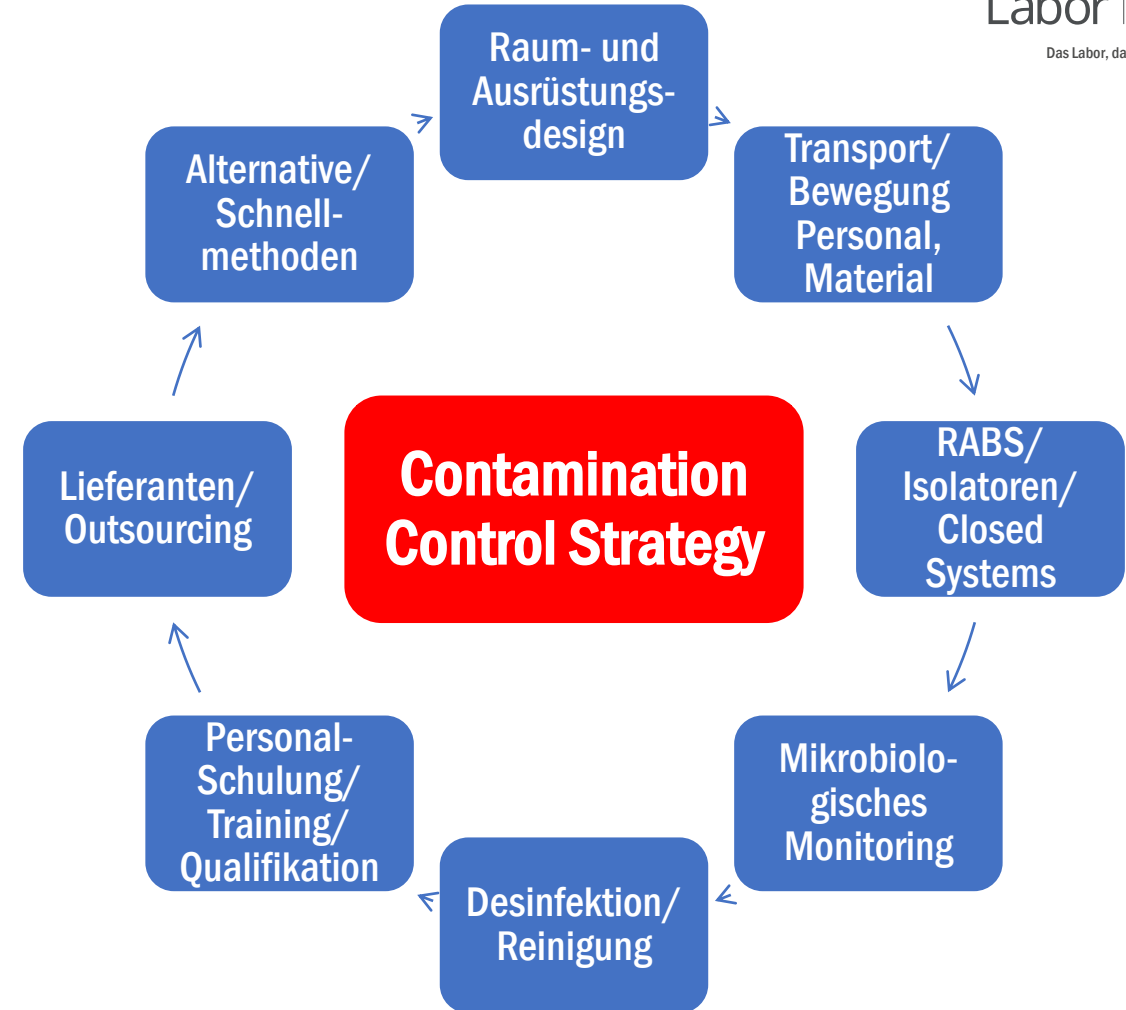 Labor
Das Labor, da
Raum- und
Ausrüstungs-
design
Transport/
Bewegung
Personal,
Material
RABS/
Isolatoren/
Closed
Systems
Mikrobiolo-
gisches
Monitoring
Desinfektion/
Reinigung
Personal-
Schulung/
Training/
Qualifikation
Lieferanten/
Outsourcing
Alternative/
Schnell-
methoden
Contamination
Control Strategy